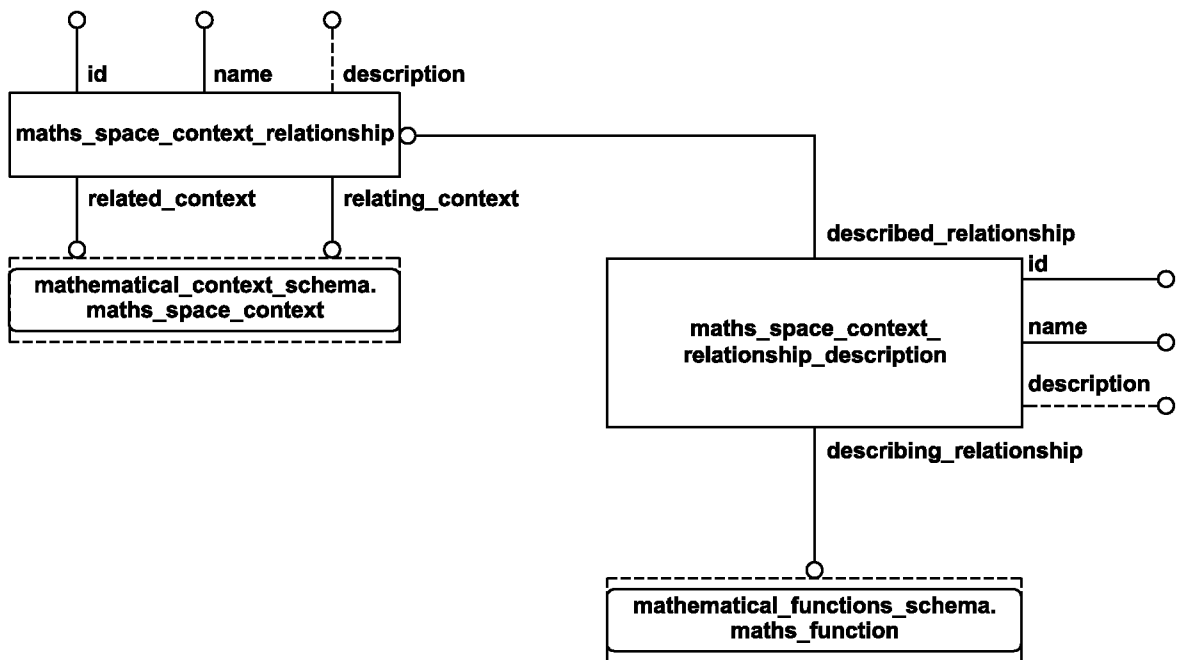 id
name
description
maths_space_context_relationship
related_context
relating_context
mathematical_context_schema.
maths_space_context
described_relationship
id
maths_space_context_
relationship_description
name
description
describing_relationship
mathematical_functions_schema.
maths_function